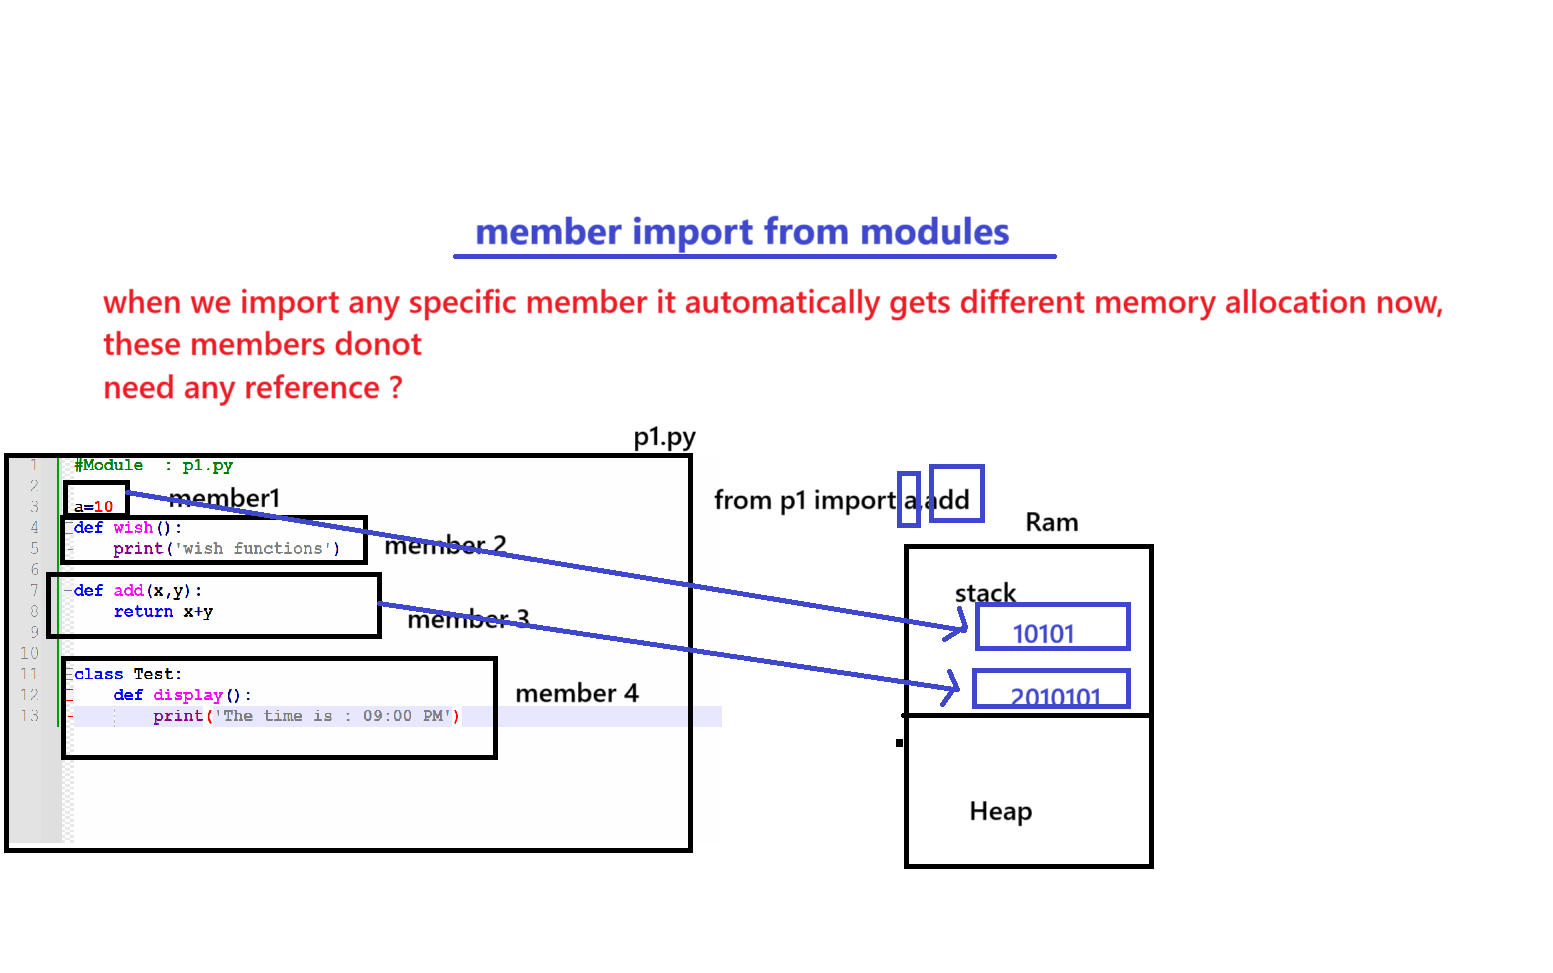 member import from modules
when we import any specific member it automatically gets different memory allocation now,
these members donot
need any reference ?
p1.py
1 #Module  : p1.py
2
3 a=10
member1
4 def wish():
5     print('wish functions')
member 2
6
7 def add(x,y):
8     return x+y
member 3
9
10
11 class Test:
12     def display():
member 4
13         print('The time is : 09:00 PM')
from p1 import a,add
Ram
stack
10101
2010101
Heap